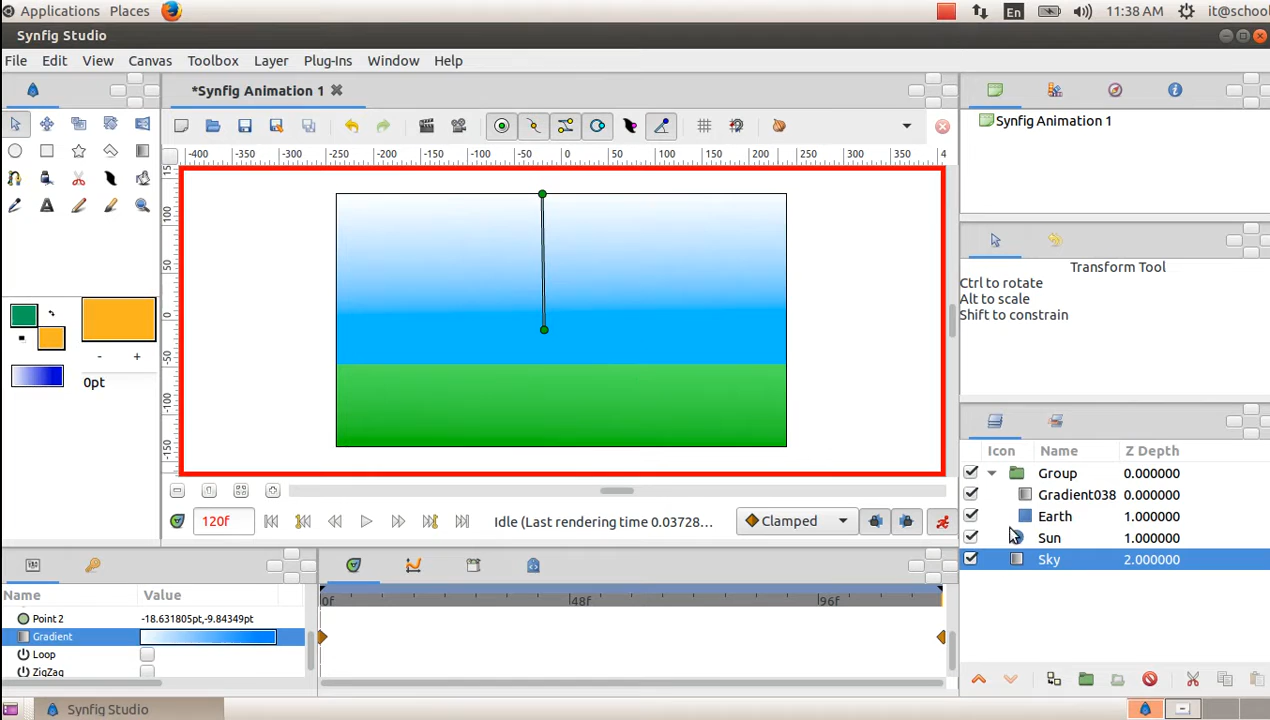 Applications Places En 11:38 AM it@school
Synfig Studio
File Edit View Canvas Toolbox Layer Plug-Ins Window Help
*Synfig Animation 1
-400 -350 -300 -250 -200 -150 -100 -50 0 50 100 150 200 250 300 350 4
15 100 50 0 -50 -100 -150
Synfig Animation 1
Transform Tool
Ctrl to rotate
Alt to scale
Shift to constrain
- +
0pt
Icon Name Z Depth
Group 0.000000
Gradient038 0.000000
Earth 1.000000
Sun 1.000000
Sky 2.000000
120f Idle (Last rendering time 0.03728... Clamped
Name Value
Point 2 -18.631805pt,-9.84349pt
Gradient
Loop
ZigZag
0f 48f 96f
Synfig Studio